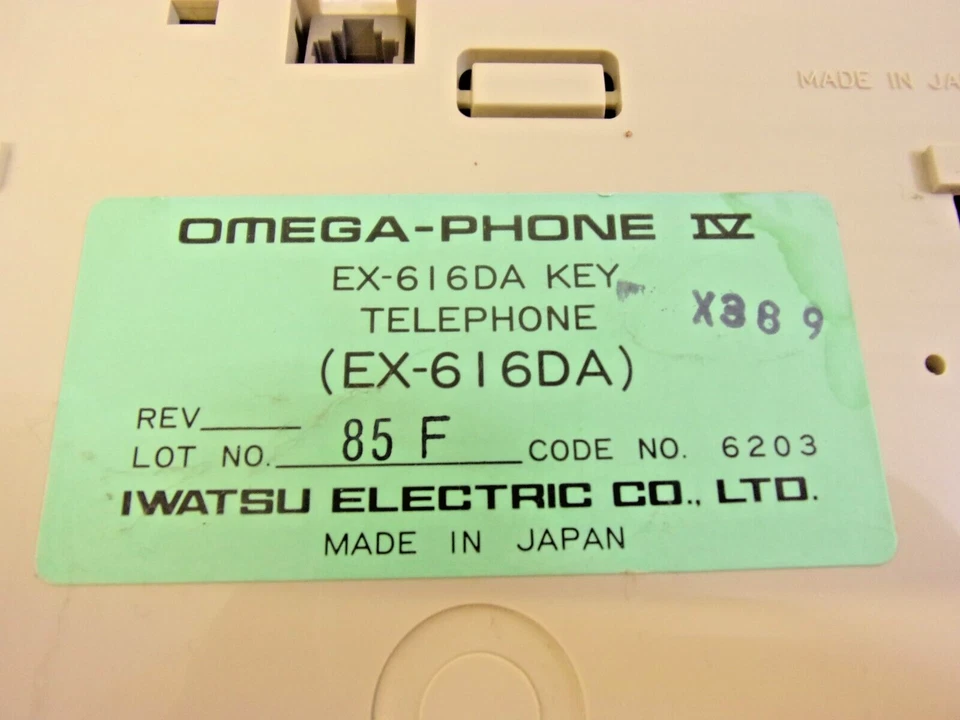 MADE IN JA
OMEGA-PHONE IV
EX-616DA KEY
TELEPHONE
X389
(EX-616DA)
REV
LOT NO. 85 F CODE NO. 6203
IWATSU ELECTRIC CO., LTD.
MADE IN JAPAN